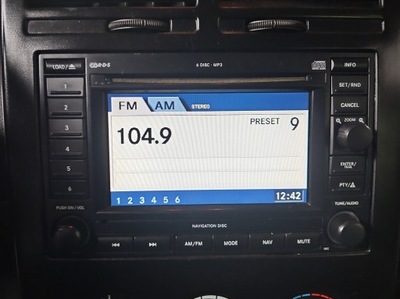 LOAD/⏏ R·D·S 6 DISC · MP3 INFO
1 SET/RND
2 FM AM STEREO CANCEL
3 104.9 PRESET 9 ZOOM
4
5 ENTER/
6 PTY/
1 2 3 4 5 6 12:42
PUSH ON / VOL NAVIGATION DISC TUNE/AUDIO
AM/FM MODE NAV MUTE